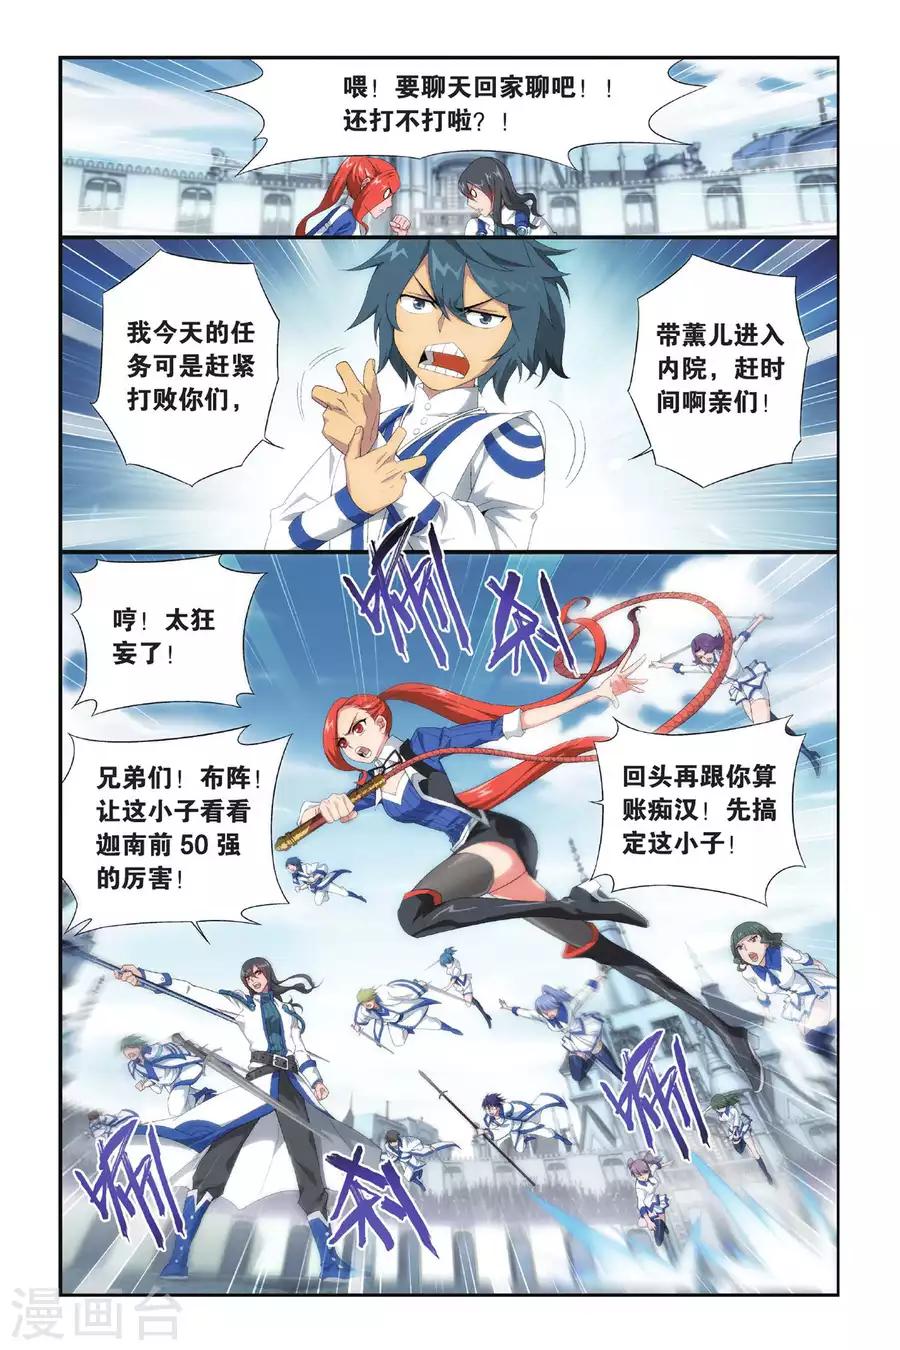 喂！要聊天回家聊吧！！
还打不打啦？！
我今天的任
务可是赶紧
打败你们，
带薰儿进入
内院，赶时
间啊亲们！
唰
刹
哼！太狂
妄了！
兄弟们！布阵！
让这小子看看
迦南前 50 强
的厉害！
回头再跟你算
账痴汉！先搞
定这小子！
唰
刹
唰
漫画台